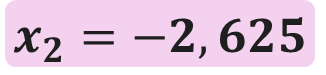 x₂ = −2,625